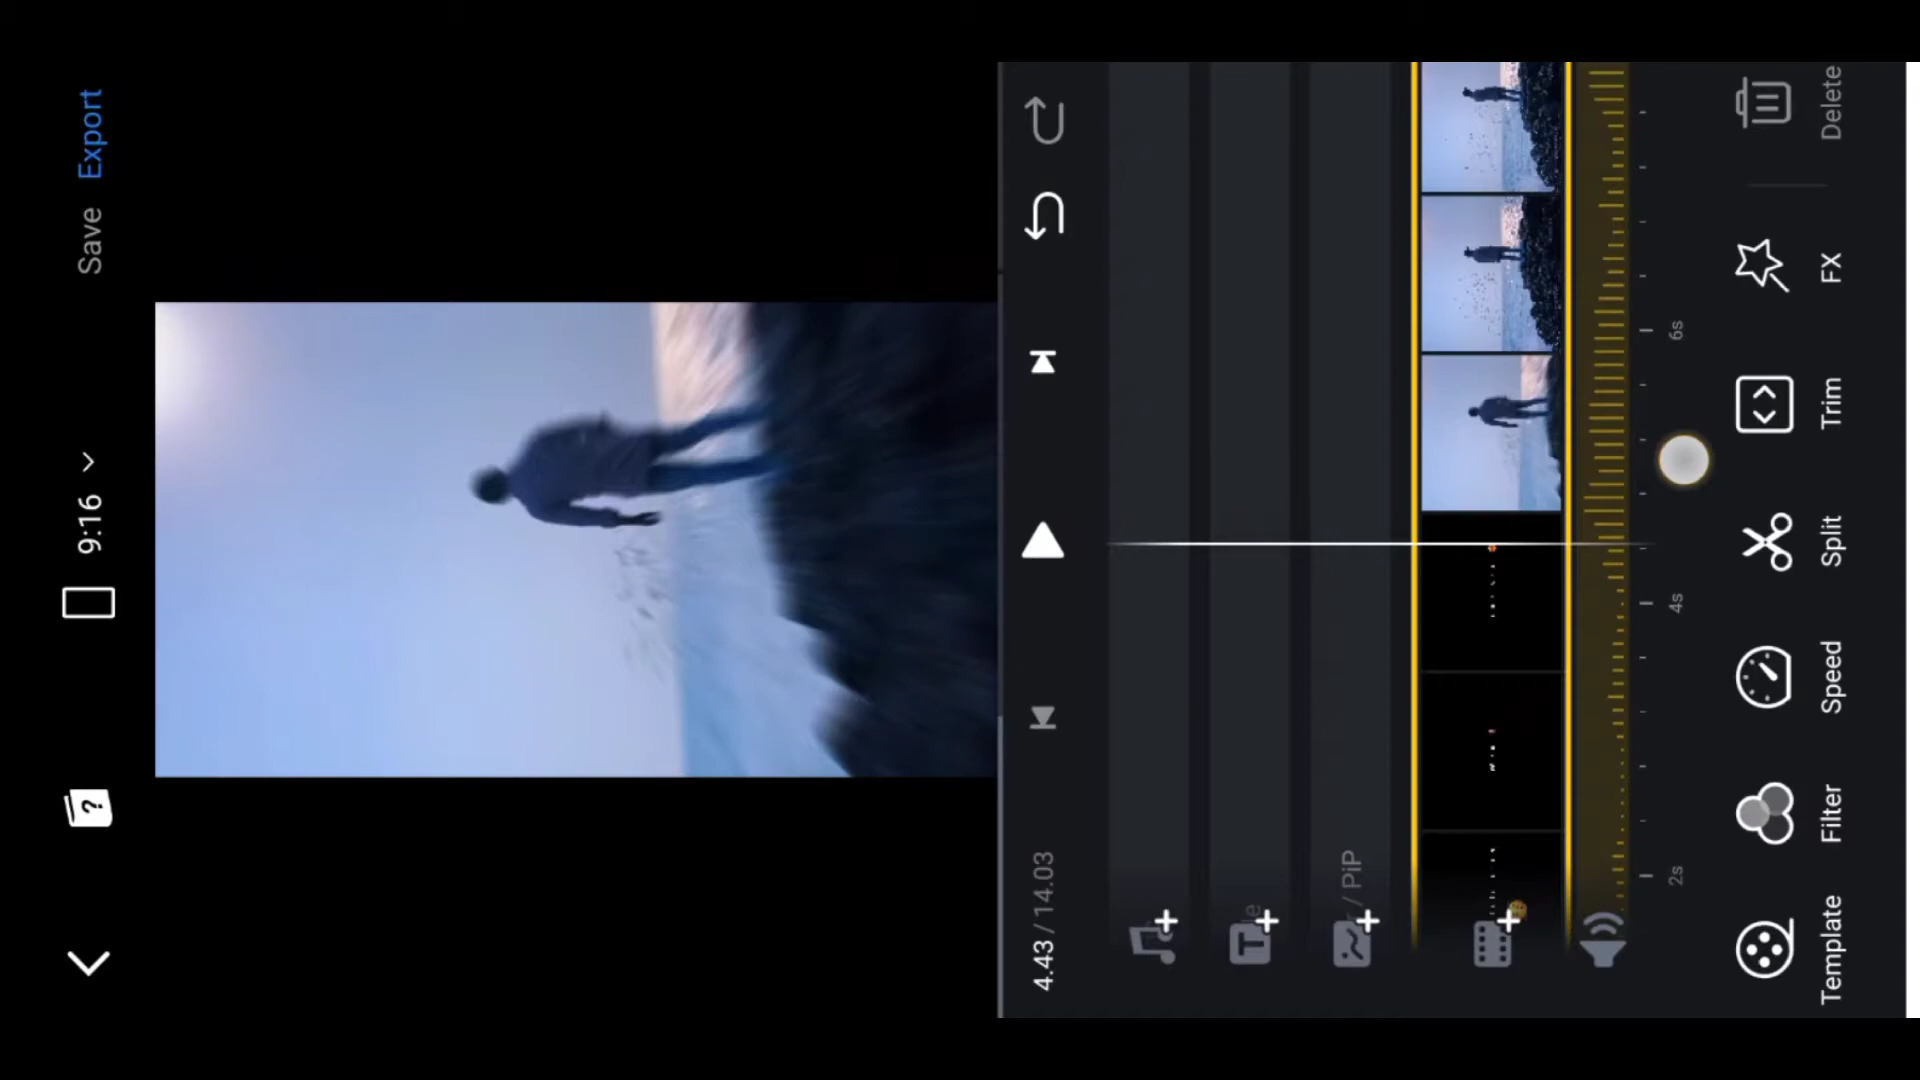 9:16
Save
Export
?
4.43 / 14.03
T
le
r / PiP
2s
4s
6s
Template
Filter
Speed
Split
Trim
FX
Delete